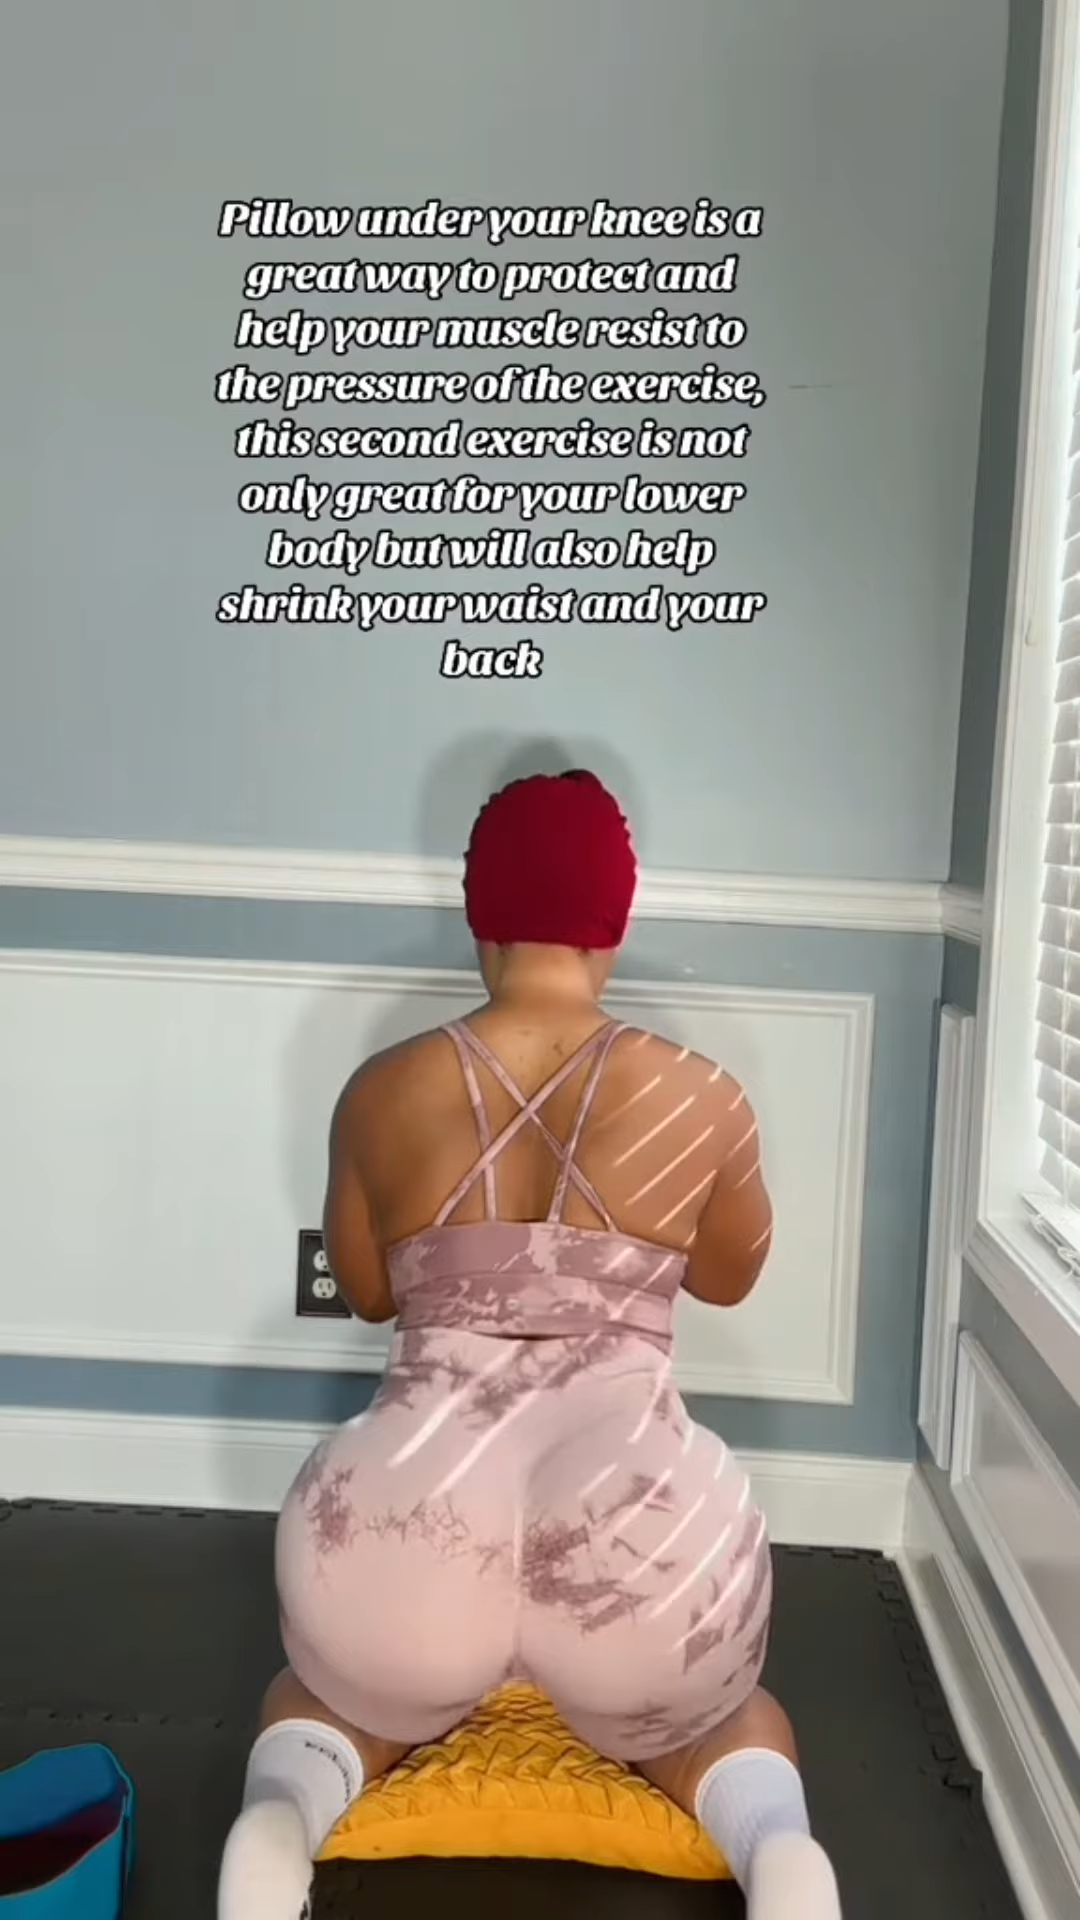 Pillow under your knee is a
great way to protect and
help your muscle resist to
the pressure of the exercise,
this second exercise is not
only great for your lower
body but will also help
shrink your waist and your
back